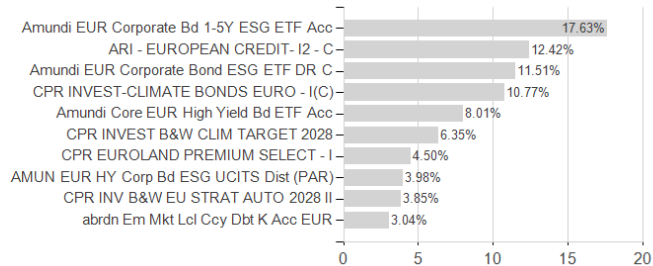 Amundi EUR Corporate Bd 1-5Y ESG ETF Acc 17.63%
ARI - EUROPEAN CREDIT- I2 - C 12.42%
Amundi EUR Corporate Bond ESG ETF DR C 11.51%
CPR INVEST-CLIMATE BONDS EURO - I(C) 10.77%
Amundi Core EUR High Yield Bd ETF Acc 8.01%
CPR INVEST B&W CLIM TARGET 2028 6.35%
CPR EUROLAND PREMIUM SELECT - I 4.50%
AMUN EUR HY Corp Bd ESG UCITS Dist (PAR) 3.98%
CPR INV B&W EU STRAT AUTO 2028 II 3.85%
abrdn Em Mkt Lcl Ccy Dbt K Acc EUR 3.04%
0 5 10 15 20